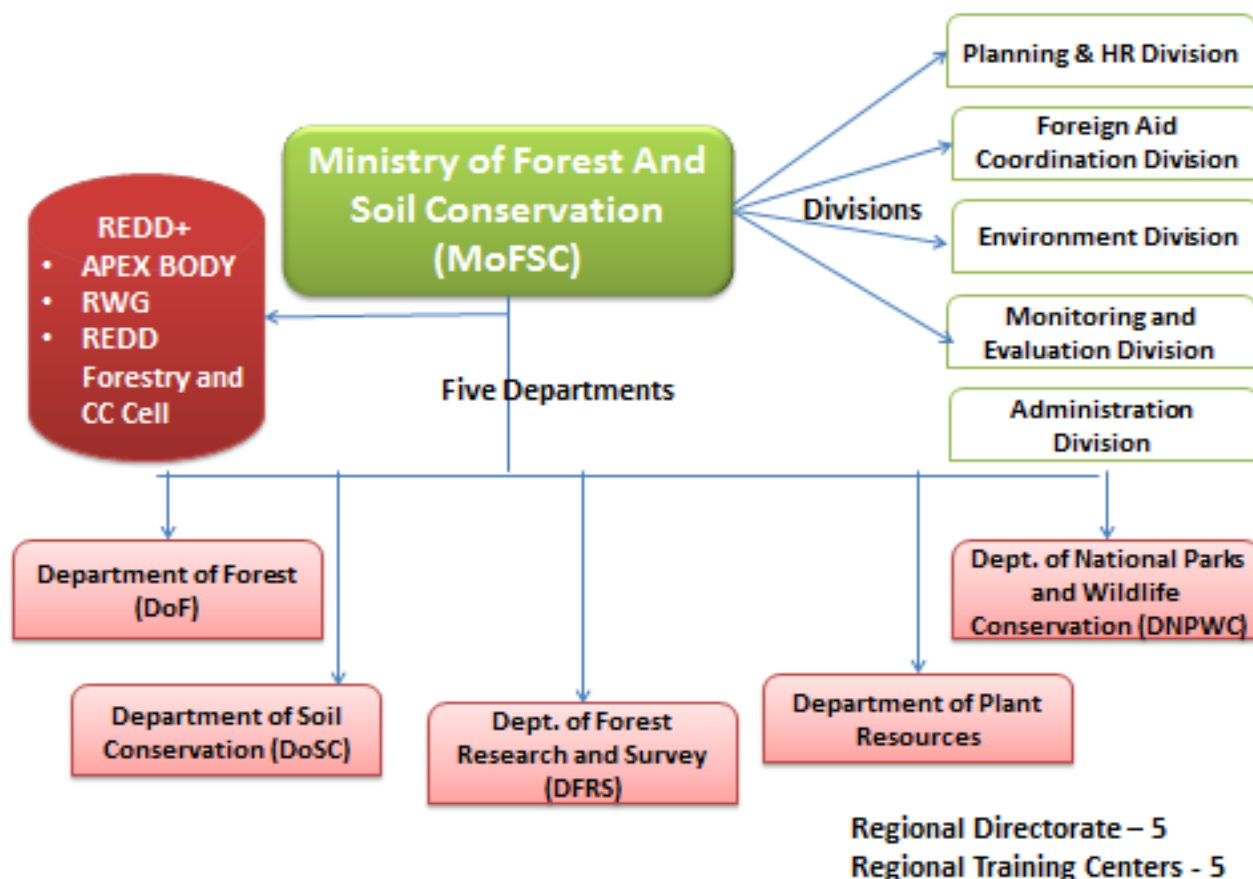 Planning & HR Division
Foreign Aid
Coordination Division
Ministry of Forest And
Soil Conservation
(MoFSC)
Divisions
Environment Division
Monitoring and
Evaluation Division
Administration
Division
REDD+
• APEX BODY
• RWG
• REDD
Forestry and
CC Cell
Five Departments
Department of Forest
(DoF)
Dept. of National Parks
and Wildlife
Conservation (DNPWC)
Department of Soil
Conservation (DoSC)
Dept. of Forest
Research and Survey
(DFRS)
Department of Plant
Resources
Regional Directorate – 5
Regional Training Centers - 5